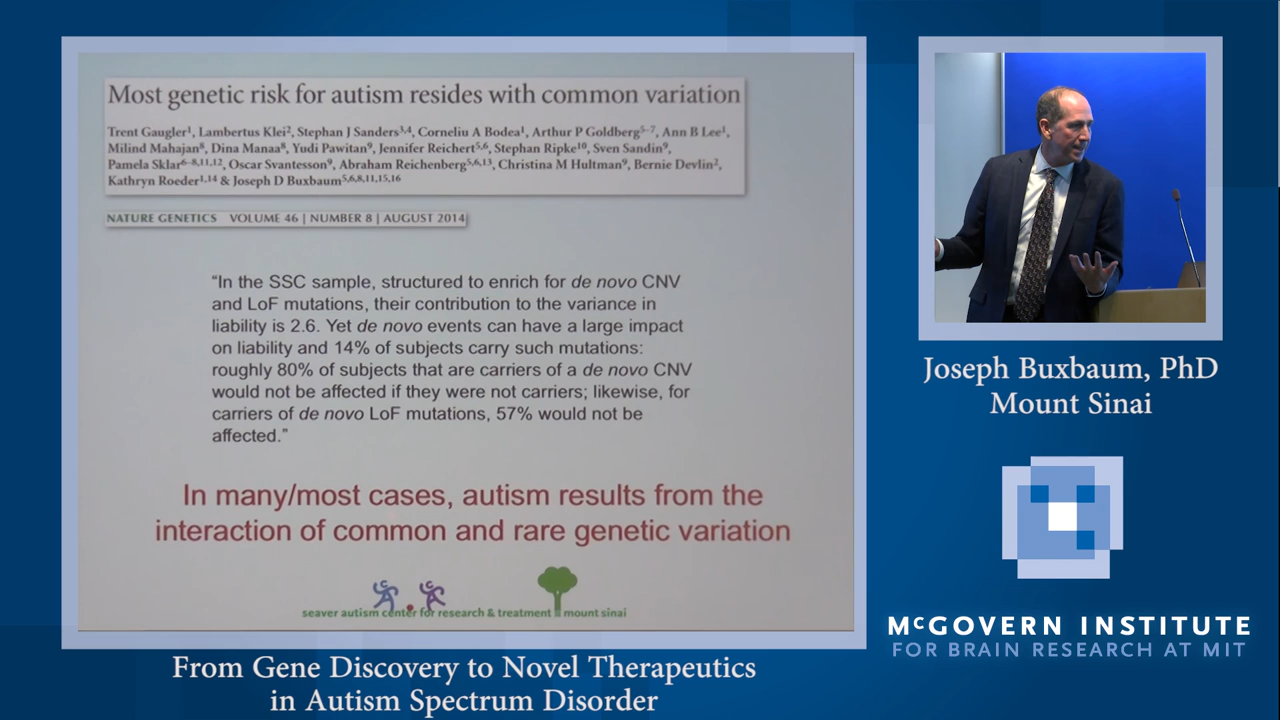 Most genetic risk for autism resides with common variation
Trent Gaugler1, Lambertus Klei2, Stephan J Sanders3,4, Corneliu A Bodea1, Arthur P Goldberg5–7, Ann B Lee1,
Milind Mahajan8, Dina Manaa8, Yudi Pawitan9, Jennifer Reichert5,6, Stephan Ripke10, Sven Sandin9,
Pamela Sklar6–8,11,12, Oscar Svantesson9, Abraham Reichenberg5,6,13, Christina M Hultman9, Bernie Devlin2,
Kathryn Roeder1,14 & Joseph D Buxbaum5,6,8,11,15,16
NATURE GENETICS VOLUME 46 | NUMBER 8 | AUGUST 2014
“In the SSC sample, structured to enrich for de novo CNV
and LoF mutations, their contribution to the variance in
liability is 2.6. Yet de novo events can have a large impact
on liability and 14% of subjects carry such mutations:
roughly 80% of subjects that are carriers of a de novo CNV
would not be affected if they were not carriers; likewise, for
carriers of de novo LoF mutations, 57% would not be
affected.”
In many/most cases, autism results from the
interaction of common and rare genetic variation
seaver autism center for research & treatment mount sinai
From Gene Discovery to Novel Therapeutics
in Autism Spectrum Disorder
Joseph Buxbaum, PhD
Mount Sinai
McGOVERN INSTITUTE
FOR BRAIN RESEARCH AT MIT